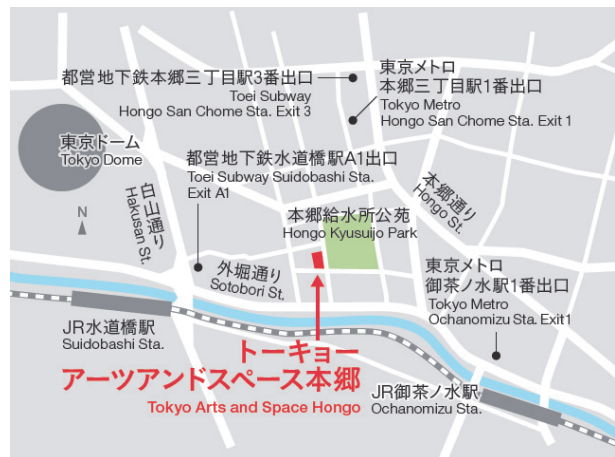 都営地下鉄本郷三丁目駅3番出口
Toei Subway
Hongo San Chome Sta. Exit 3
東京メトロ
本郷三丁目駅1番出口
Tokyo Metro
Hongo San Chome Sta. Exit 1
東京ドーム
Tokyo Dome
都営地下鉄水道橋駅A1出口
Toei Subway Suidobashi Sta.
Exit A1
白山通り
Hakusan St.
N
本郷給水所公苑
Hongo Kyusuijo Park
本郷通り
Hongo St.
外堀通り
Sotobori St.
東京メトロ
御茶ノ水駅1番出口
Tokyo Metro
Ochanomizu Sta. Exit1
JR水道橋駅
Suidobashi Sta.
トーキョー
アーツアンドスペース本郷
Tokyo Arts and Space Hongo
JR御茶ノ水駅
Ochanomizu Sta.